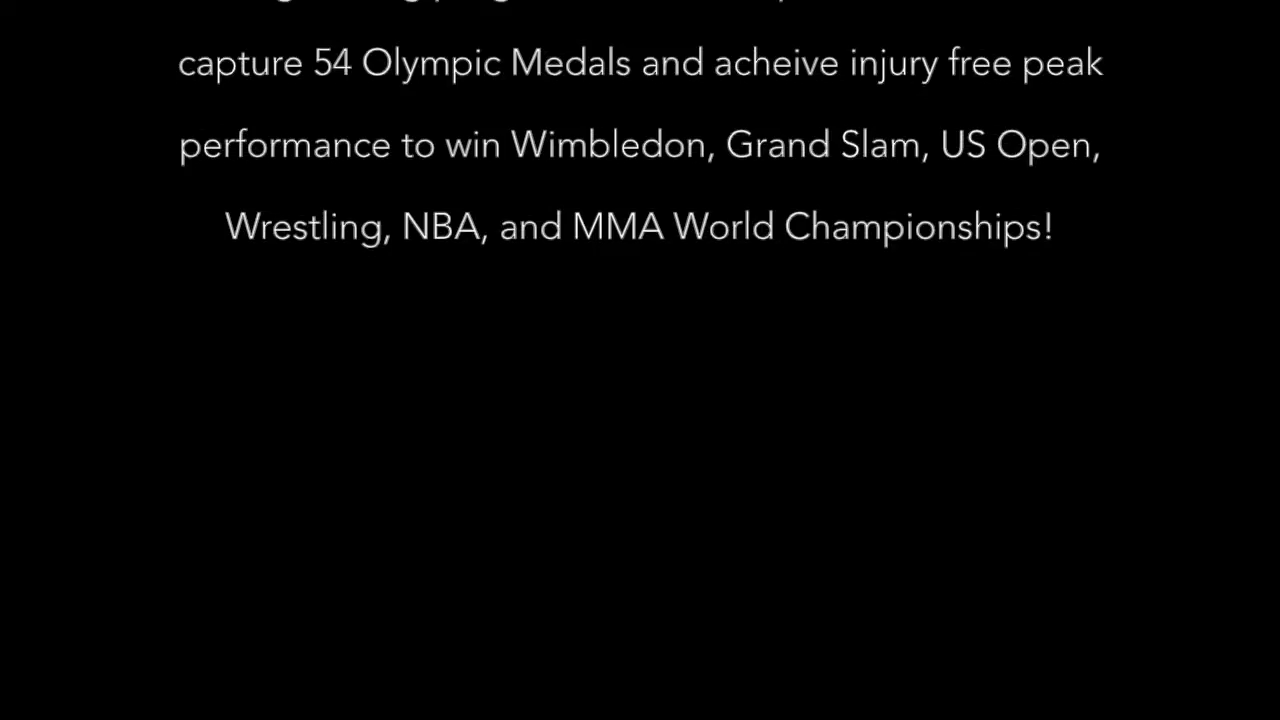 capture 54 Olympic Medals and acheive injury free peak
performance to win Wimbledon, Grand Slam, US Open,
Wrestling, NBA, and MMA World Championships!